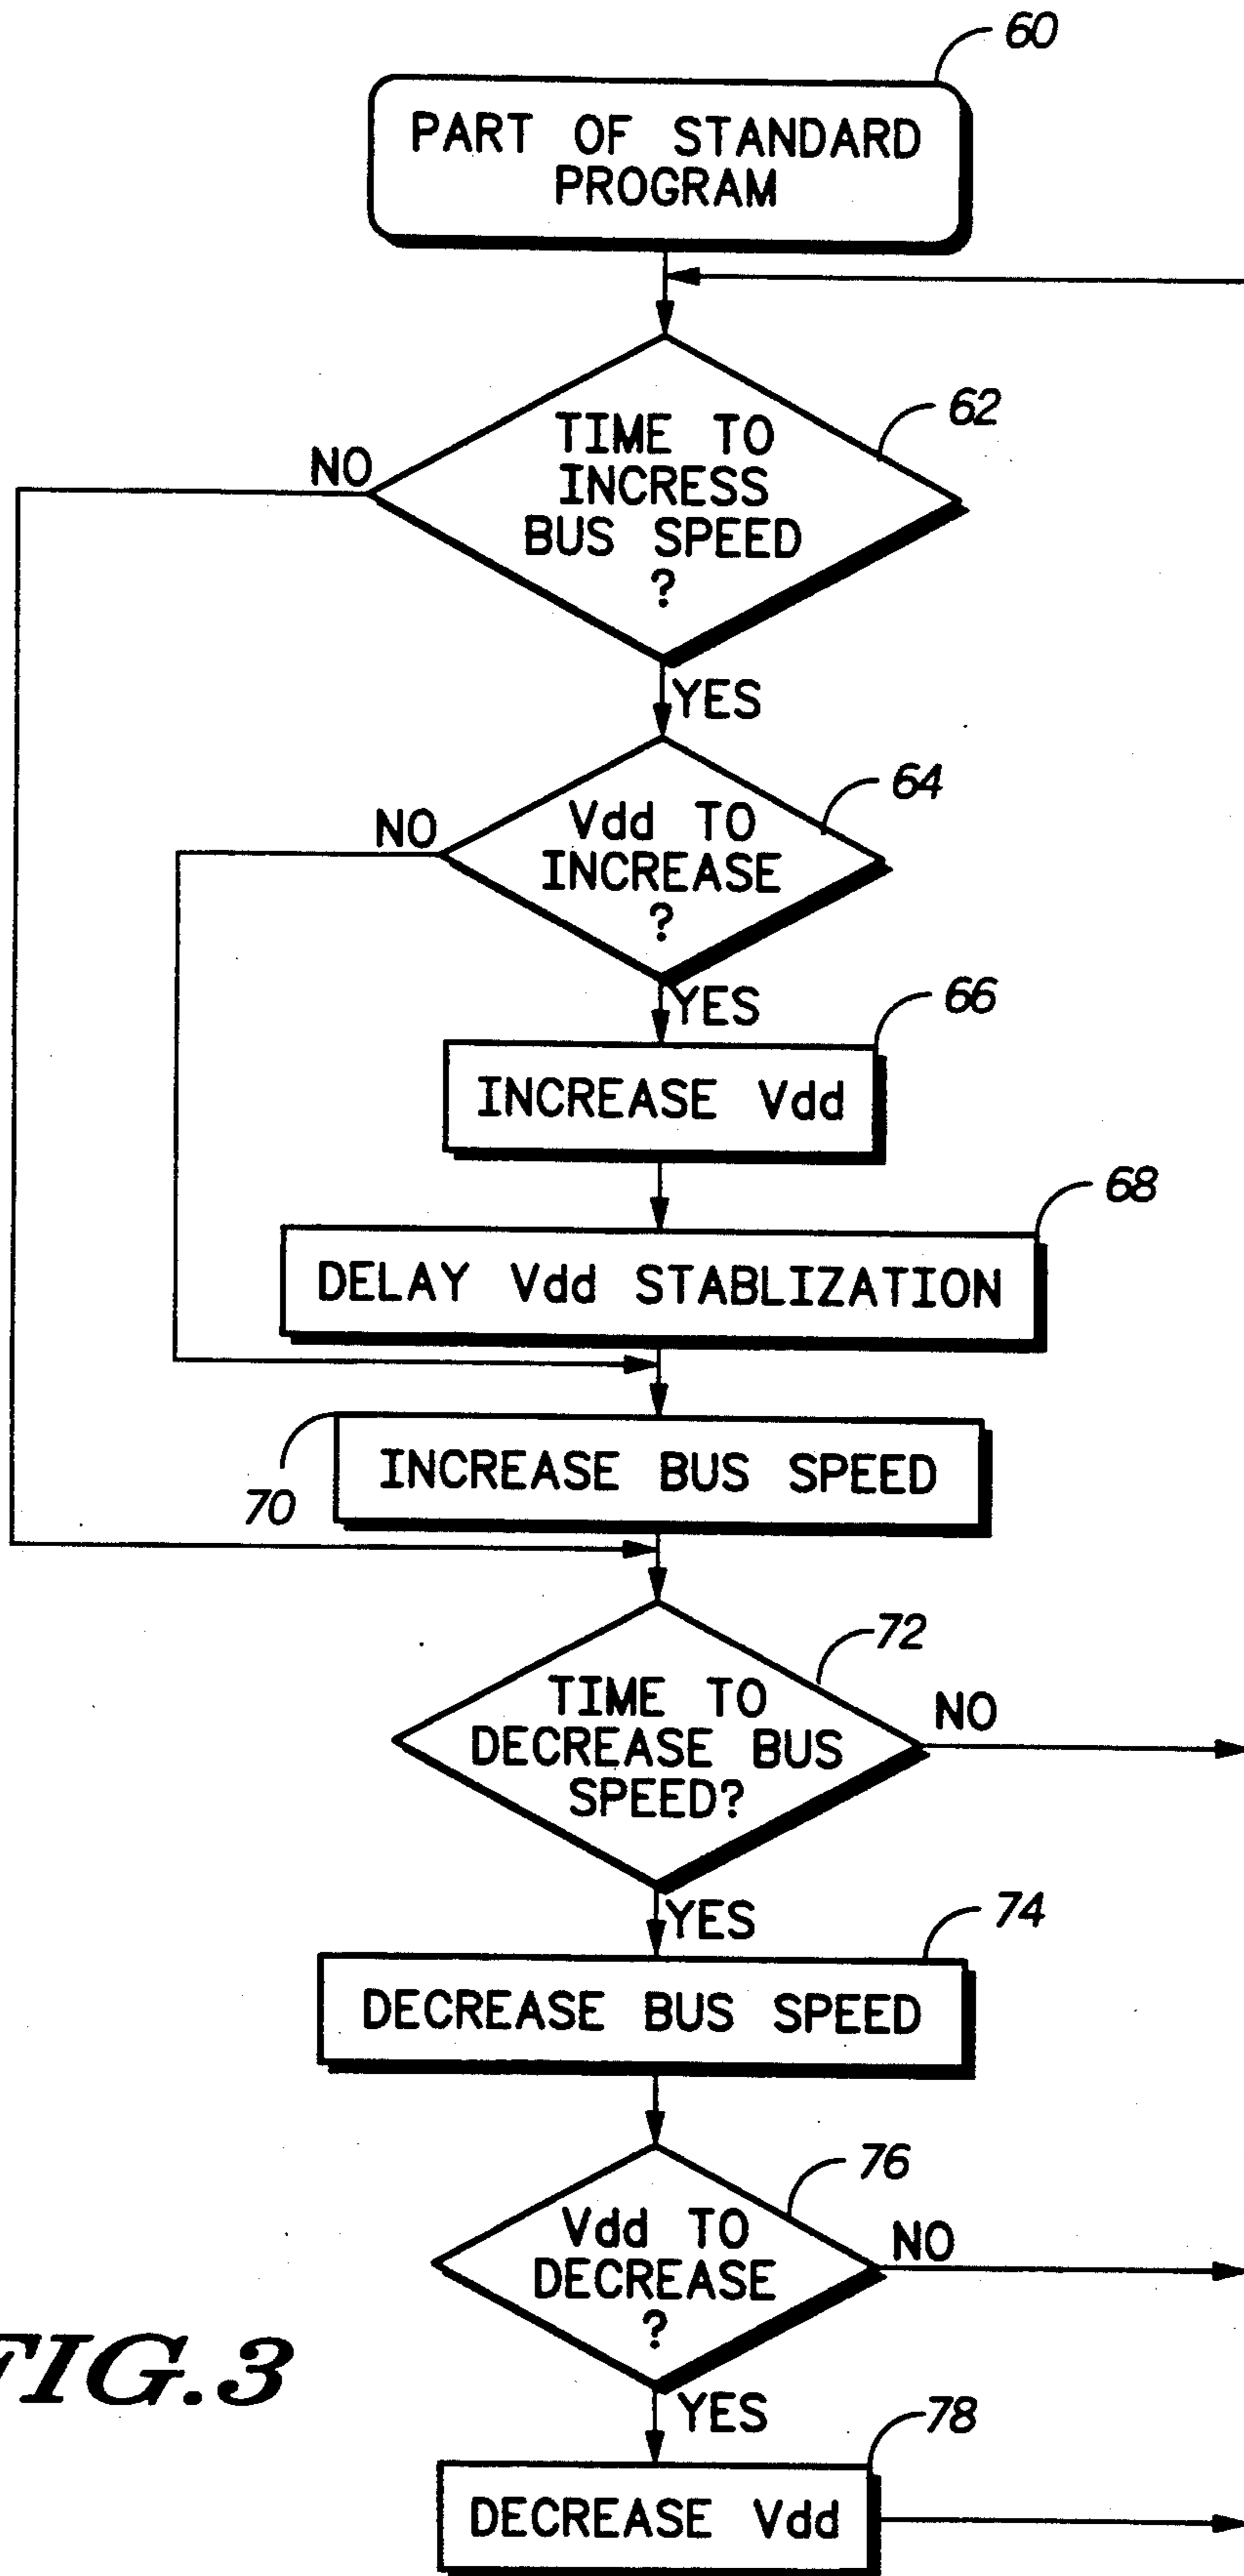 60
PART OF STANDARD
PROGRAM
62
TIME TO
INCRESS
BUS SPEED
?
NO
YES
64
Vdd TO
INCREASE
?
NO
YES
66
INCREASE Vdd
68
DELAY Vdd STABLIZATION
70
INCREASE BUS SPEED
72
TIME TO
DECREASE BUS
SPEED?
NO
YES
74
DECREASE BUS SPEED
76
Vdd TO
DECREASE
?
NO
YES
78
DECREASE Vdd
FIG.3